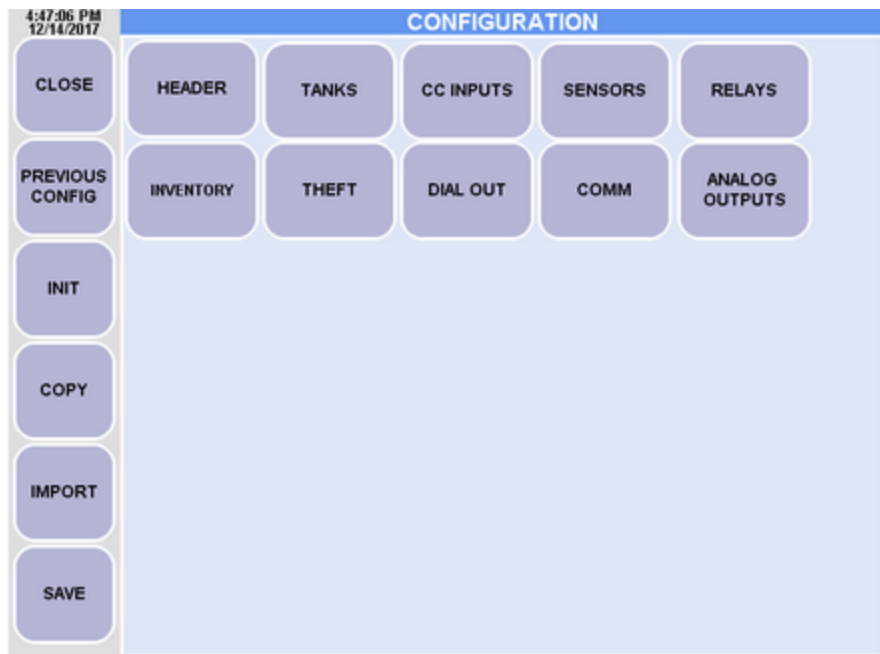 4:47:06 PM
12/14/2017
CONFIGURATION
CLOSE
HEADER
TANKS
CC INPUTS
SENSORS
RELAYS
PREVIOUS
CONFIG
INVENTORY
THEFT
DIAL OUT
COMM
ANALOG
OUTPUTS
INIT
COPY
IMPORT
SAVE